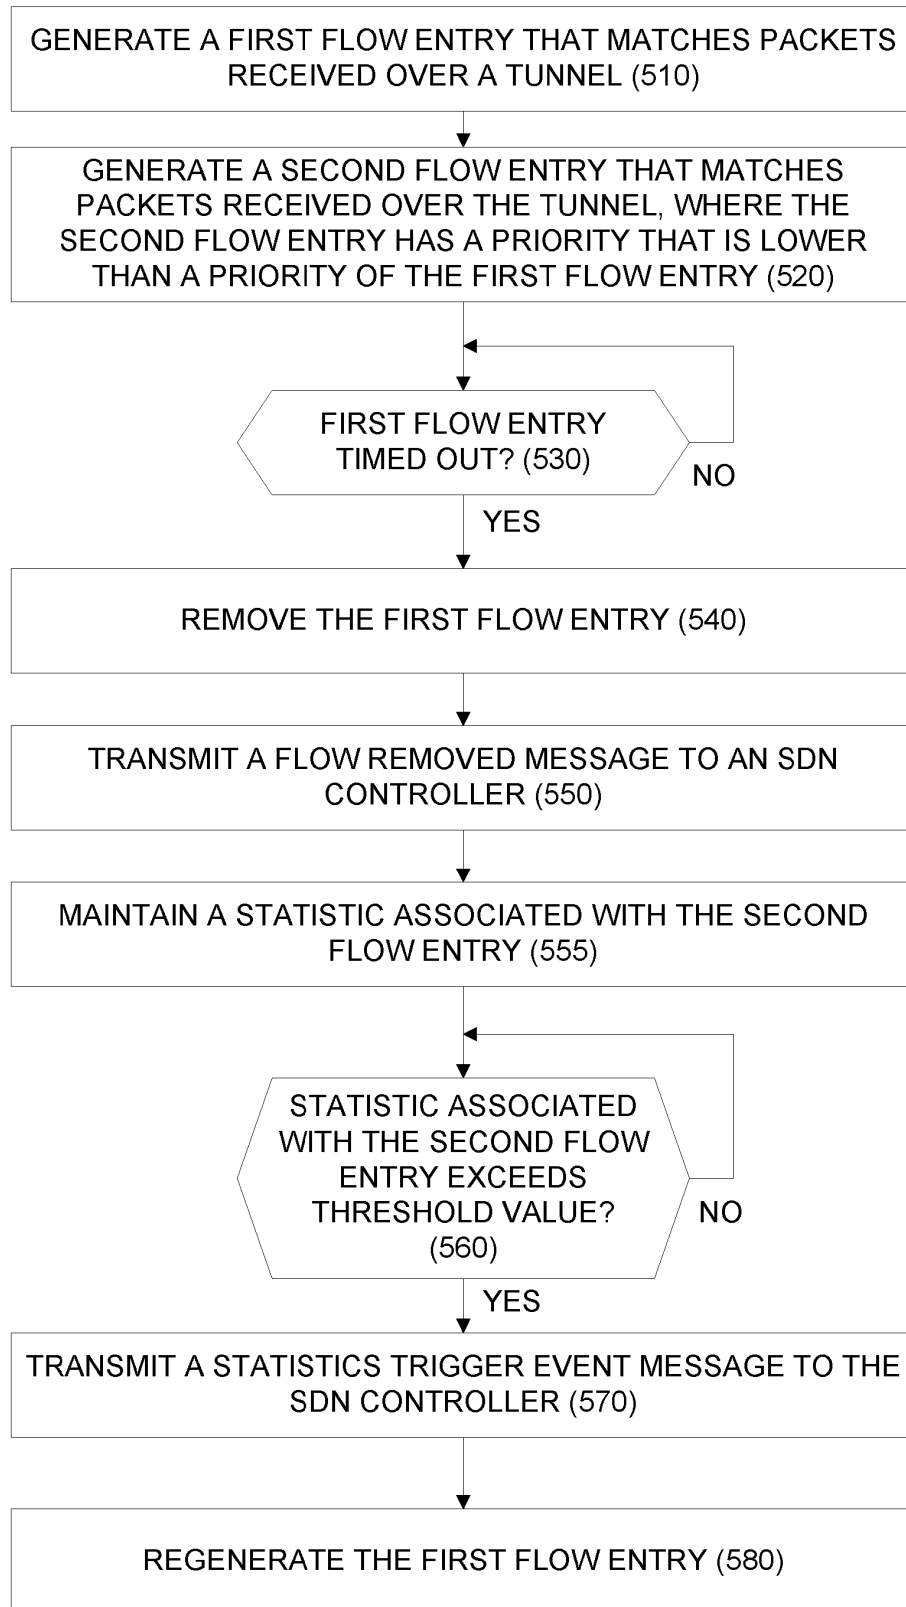 GENERATE A FIRST FLOW ENTRY THAT MATCHES PACKETS
RECEIVED OVER A TUNNEL (510)
GENERATE A SECOND FLOW ENTRY THAT MATCHES
PACKETS RECEIVED OVER THE TUNNEL, WHERE THE
SECOND FLOW ENTRY HAS A PRIORITY THAT IS LOWER
THAN A PRIORITY OF THE FIRST FLOW ENTRY (520)
FIRST FLOW ENTRY
TIMED OUT? (530)
NO
YES
REMOVE THE FIRST FLOW ENTRY (540)
TRANSMIT A FLOW REMOVED MESSAGE TO AN SDN
CONTROLLER (550)
MAINTAIN A STATISTIC ASSOCIATED WITH THE SECOND
FLOW ENTRY (555)
STATISTIC ASSOCIATED
WITH THE SECOND FLOW
ENTRY EXCEEDS
THRESHOLD VALUE?
(560)
NO
YES
TRANSMIT A STATISTICS TRIGGER EVENT MESSAGE TO THE
SDN CONTROLLER (570)
REGENERATE THE FIRST FLOW ENTRY (580)